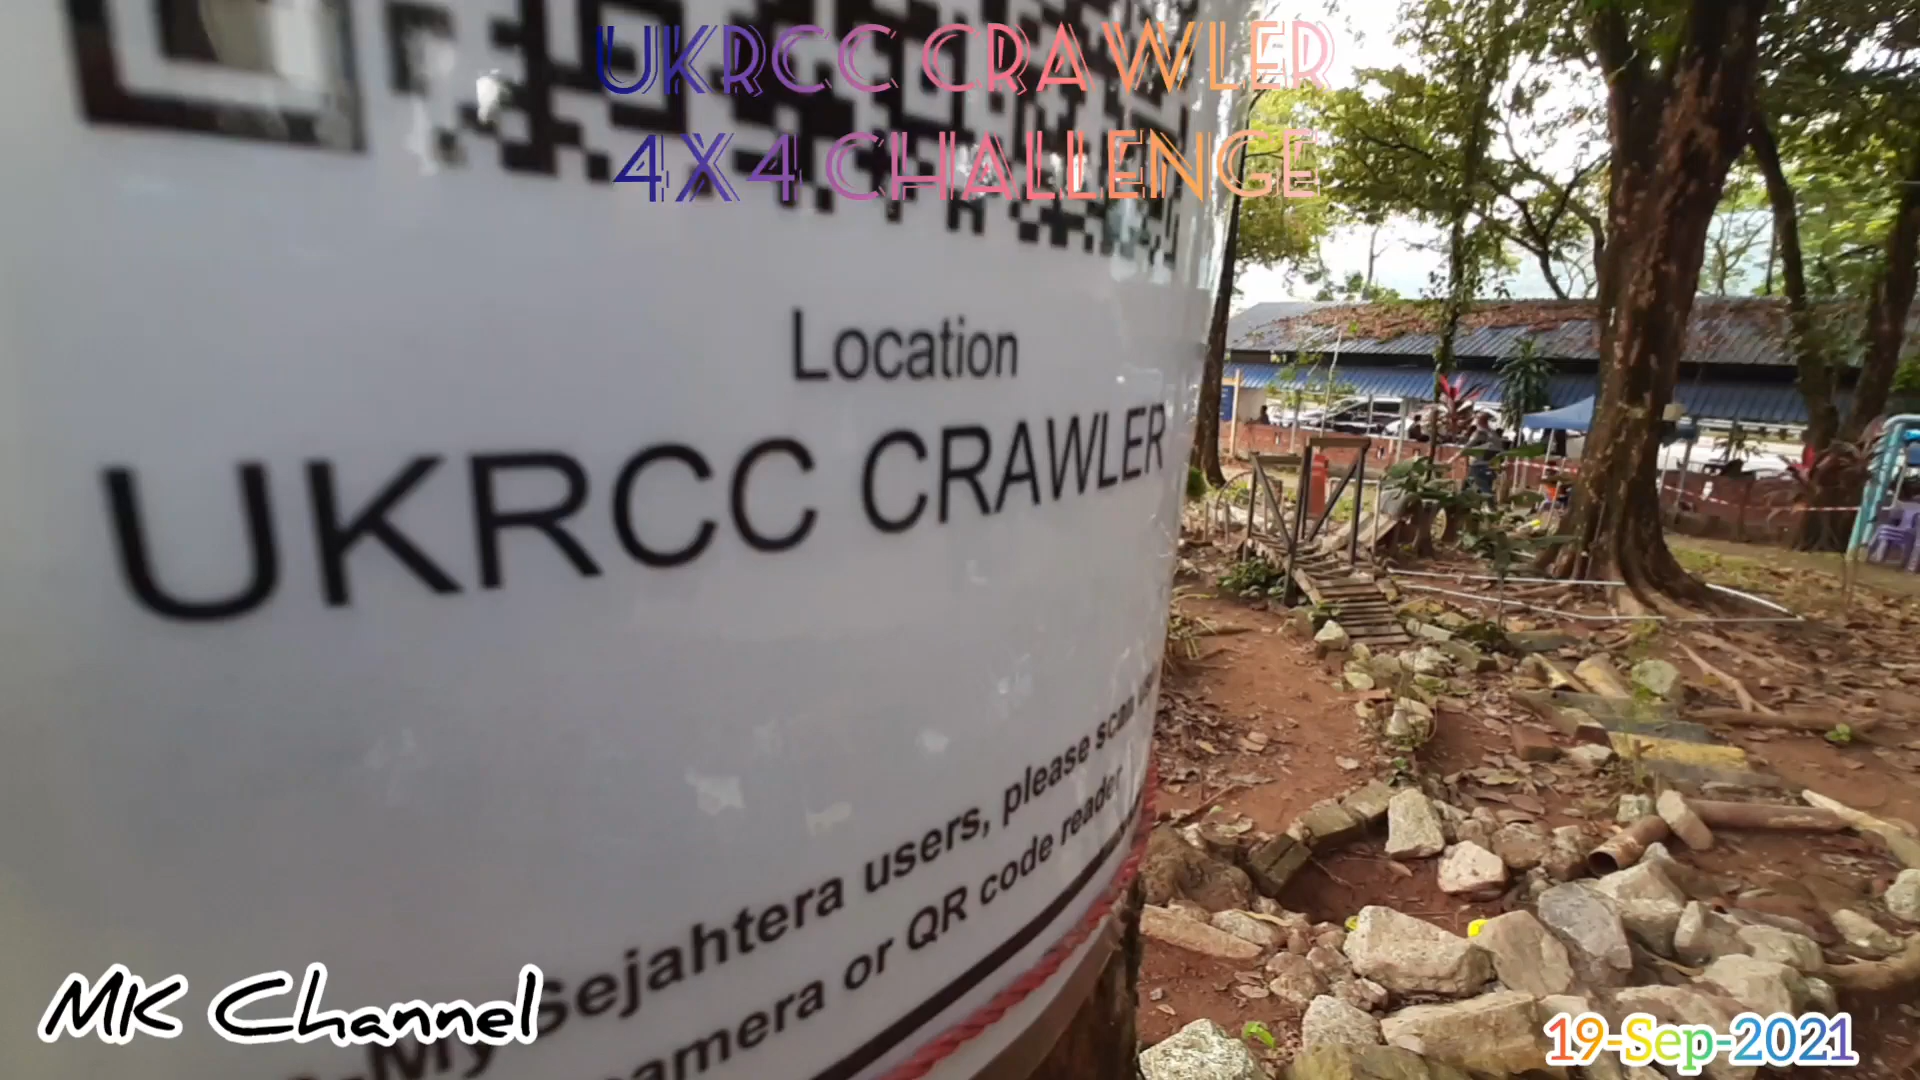 UKRCC CRAWLER
4X4 CHALLENGE
Location
UKRCC CRAWLER
MySejahtera users, please scan
camera or QR code reader
MK Channel
19-Sep-2021